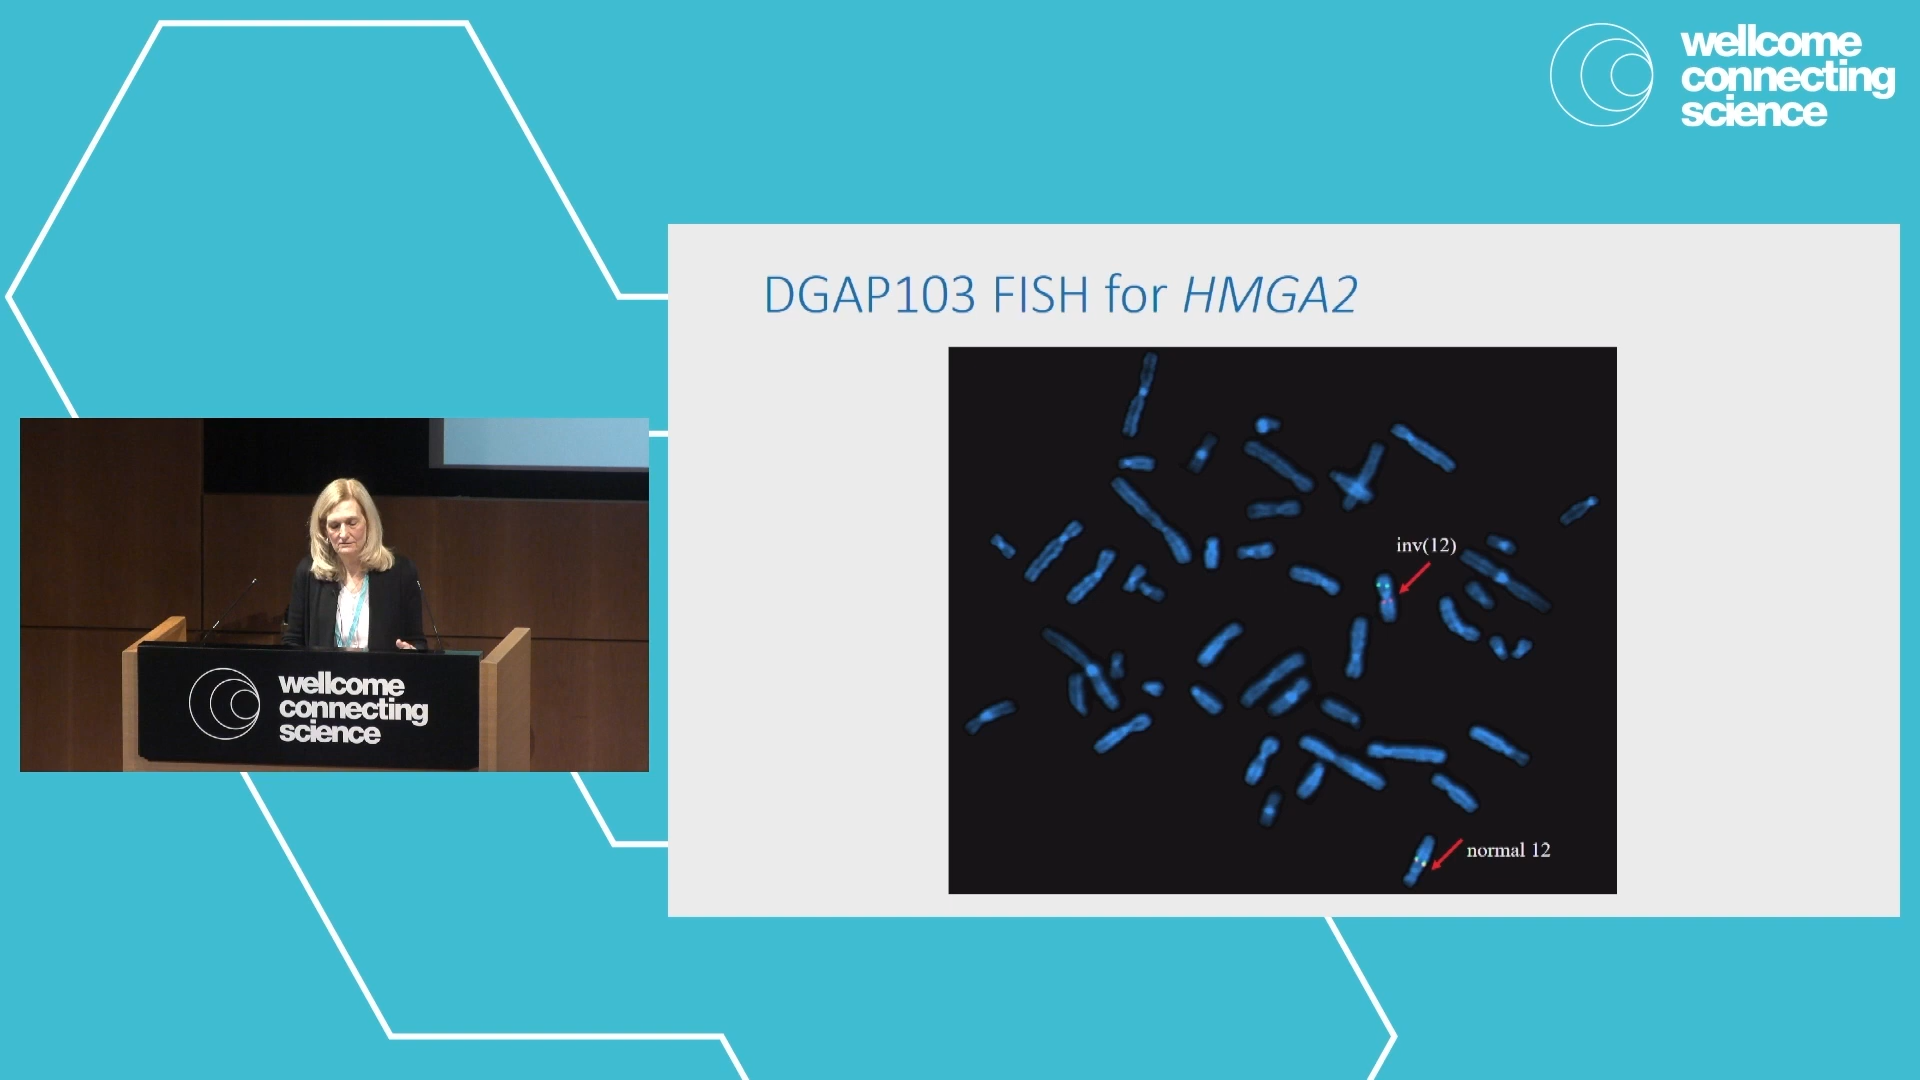 wellcome
connecting
science
DGAP103 FISH for HMGA2
inv(12)
normal 12
wellcome
connecting
science